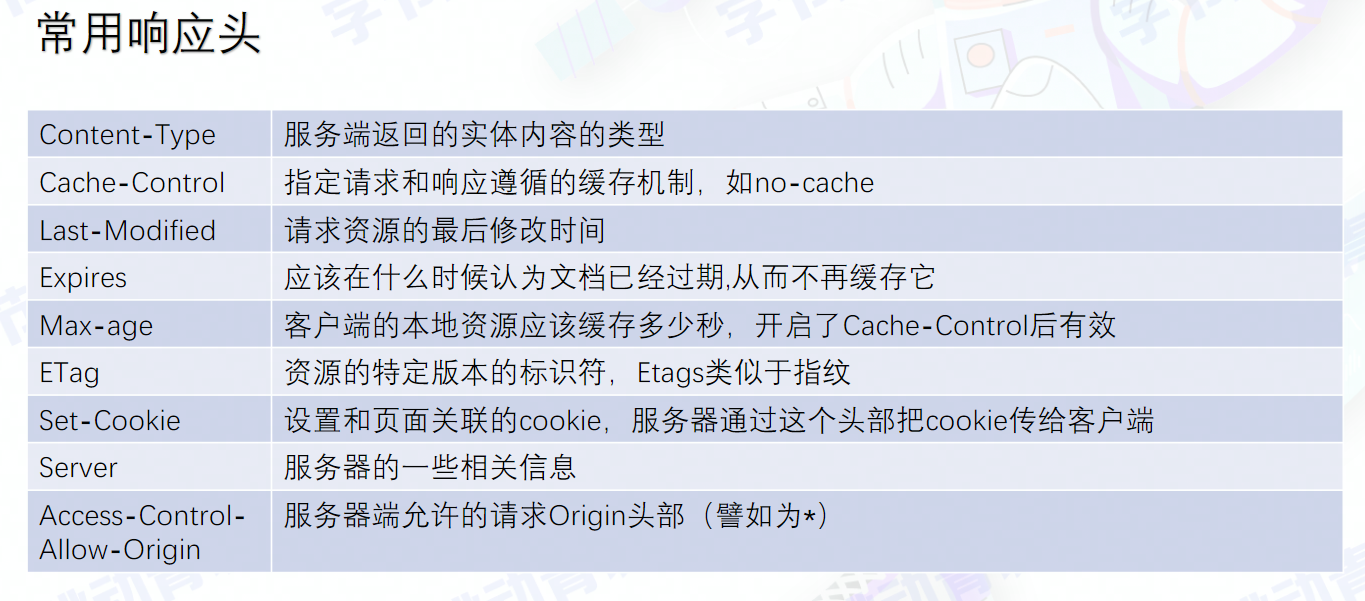 常用响应头
Content-Type 服务端返回的实体内容的类型
Cache-Control 指定请求和响应遵循的缓存机制，如no-cache
Last-Modified 请求资源的最后修改时间
Expires 应该在什么时候认为文档已经过期,从而不再缓存它
Max-age 客户端的本地资源应该缓存多少秒，开启了Cache-Control后有效
ETag 资源的特定版本的标识符，Etags类似于指纹
Set-Cookie 设置和页面关联的cookie，服务器通过这个头部把cookie传给客户端
Server 服务器的一些相关信息
Access-Control- 服务器端允许的请求Origin头部（譬如为*）
Allow-Origin